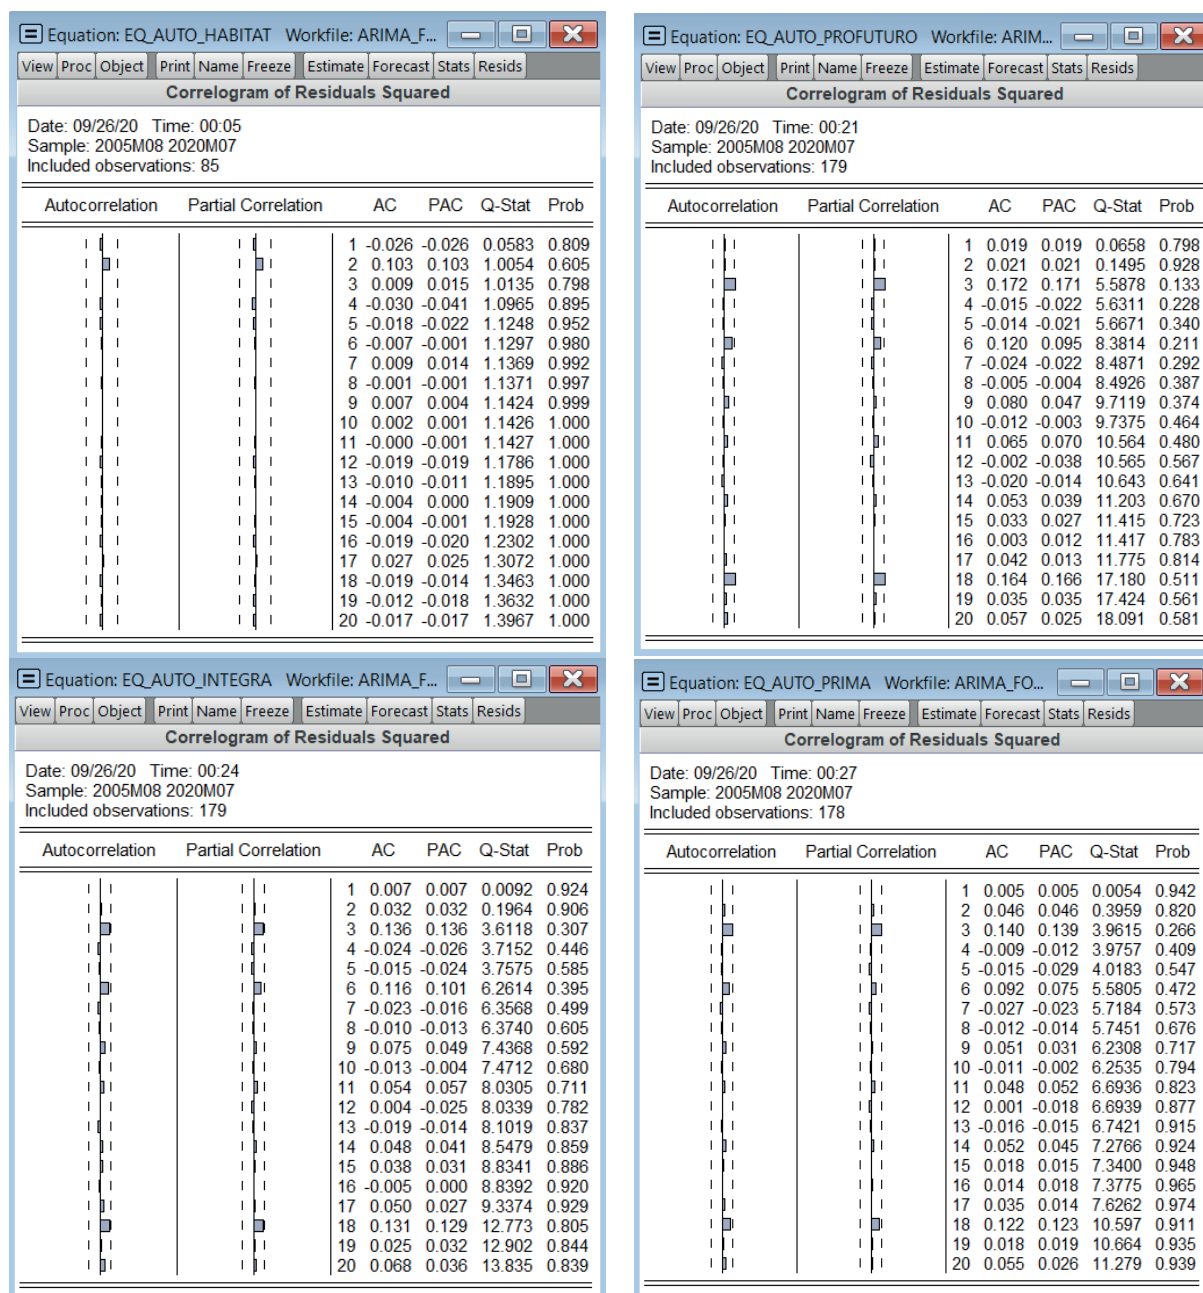 Equation: EQ_AUTO_HABITAT Workfile: ARIMA_F...
View Proc Object Print Name Freeze Estimate Forecast Stats Resids
Correlogram of Residuals Squared
Date: 09/26/20 Time: 00:05
Sample: 2005M08 2020M07
Included observations: 85
Autocorrelation Partial Correlation AC PAC Q-Stat Prob
1 -0.026 -0.026 0.0583 0.809
2 0.103 0.103 1.0054 0.605
3 0.009 0.015 1.0135 0.798
4 -0.030 -0.041 1.0965 0.895
5 -0.018 -0.022 1.1248 0.952
6 -0.007 -0.001 1.1297 0.980
7 0.009 0.014 1.1369 0.992
8 -0.001 -0.001 1.1371 0.997
9 0.007 0.004 1.1424 0.999
10 0.002 0.001 1.1426 1.000
11 -0.000 -0.001 1.1427 1.000
12 -0.019 -0.019 1.1786 1.000
13 -0.010 -0.011 1.1895 1.000
14 -0.004 0.000 1.1909 1.000
15 -0.004 -0.001 1.1928 1.000
16 -0.019 -0.020 1.2302 1.000
17 0.027 0.025 1.3072 1.000
18 -0.019 -0.014 1.3463 1.000
19 -0.012 -0.018 1.3632 1.000
20 -0.017 -0.017 1.3967 1.000
Equation: EQ_AUTO_PROFUTURO Workfile: ARIM...
View Proc Object Print Name Freeze Estimate Forecast Stats Resids
Correlogram of Residuals Squared
Date: 09/26/20 Time: 00:21
Sample: 2005M08 2020M07
Included observations: 179
Autocorrelation Partial Correlation AC PAC Q-Stat Prob
1 0.019 0.019 0.0658 0.798
2 0.021 0.021 0.1495 0.928
3 0.172 0.171 5.5878 0.133
4 -0.015 -0.022 5.6311 0.228
5 -0.014 -0.021 5.6671 0.340
6 0.120 0.095 8.3814 0.211
7 -0.024 -0.022 8.4871 0.292
8 -0.005 -0.004 8.4926 0.387
9 0.080 0.047 9.7119 0.374
10 -0.012 -0.003 9.7375 0.464
11 0.065 0.070 10.564 0.480
12 -0.002 -0.038 10.565 0.567
13 -0.020 -0.014 10.643 0.641
14 0.053 0.039 11.203 0.670
15 0.033 0.027 11.415 0.723
16 0.003 0.012 11.417 0.783
17 0.042 0.013 11.775 0.814
18 0.164 0.166 17.180 0.511
19 0.035 0.035 17.424 0.561
20 0.057 0.025 18.091 0.581
Equation: EQ_AUTO_INTEGRA Workfile: ARIMA_F...
View Proc Object Print Name Freeze Estimate Forecast Stats Resids
Correlogram of Residuals Squared
Date: 09/26/20 Time: 00:24
Sample: 2005M08 2020M07
Included observations: 179
Autocorrelation Partial Correlation AC PAC Q-Stat Prob
1 0.007 0.007 0.0092 0.924
2 0.032 0.032 0.1964 0.906
3 0.136 0.136 3.6118 0.307
4 -0.024 -0.026 3.7152 0.446
5 -0.015 -0.024 3.7575 0.585
6 0.116 0.101 6.2614 0.395
7 -0.023 -0.016 6.3568 0.499
8 -0.010 -0.013 6.3740 0.605
9 0.075 0.049 7.4368 0.592
10 -0.013 -0.004 7.4712 0.680
11 0.054 0.057 8.0305 0.711
12 0.004 -0.025 8.0339 0.782
13 -0.019 -0.014 8.1019 0.837
14 0.048 0.041 8.5479 0.859
15 0.038 0.031 8.8341 0.886
16 -0.005 0.000 8.8392 0.920
17 0.050 0.027 9.3374 0.929
18 0.131 0.129 12.773 0.805
19 0.025 0.032 12.902 0.844
20 0.068 0.036 13.835 0.839
Equation: EQ_AUTO_PRIMA Workfile: ARIMA_FO...
View Proc Object Print Name Freeze Estimate Forecast Stats Resids
Correlogram of Residuals Squared
Date: 09/26/20 Time: 00:27
Sample: 2005M08 2020M07
Included observations: 178
Autocorrelation Partial Correlation AC PAC Q-Stat Prob
1 0.005 0.005 0.0054 0.942
2 0.046 0.046 0.3959 0.820
3 0.140 0.139 3.9615 0.266
4 -0.009 -0.012 3.9757 0.409
5 -0.015 -0.029 4.0183 0.547
6 0.092 0.075 5.5805 0.472
7 -0.027 -0.023 5.7184 0.573
8 -0.012 -0.014 5.7451 0.676
9 0.051 0.031 6.2308 0.717
10 -0.011 -0.002 6.2535 0.794
11 0.048 0.052 6.6936 0.823
12 0.001 -0.018 6.6939 0.877
13 -0.016 -0.015 6.7421 0.915
14 0.052 0.045 7.2766 0.924
15 0.018 0.015 7.3400 0.948
16 0.014 0.018 7.3775 0.965
17 0.035 0.014 7.6262 0.974
18 0.122 0.123 10.597 0.911
19 0.018 0.019 10.664 0.935
20 0.055 0.026 11.279 0.939